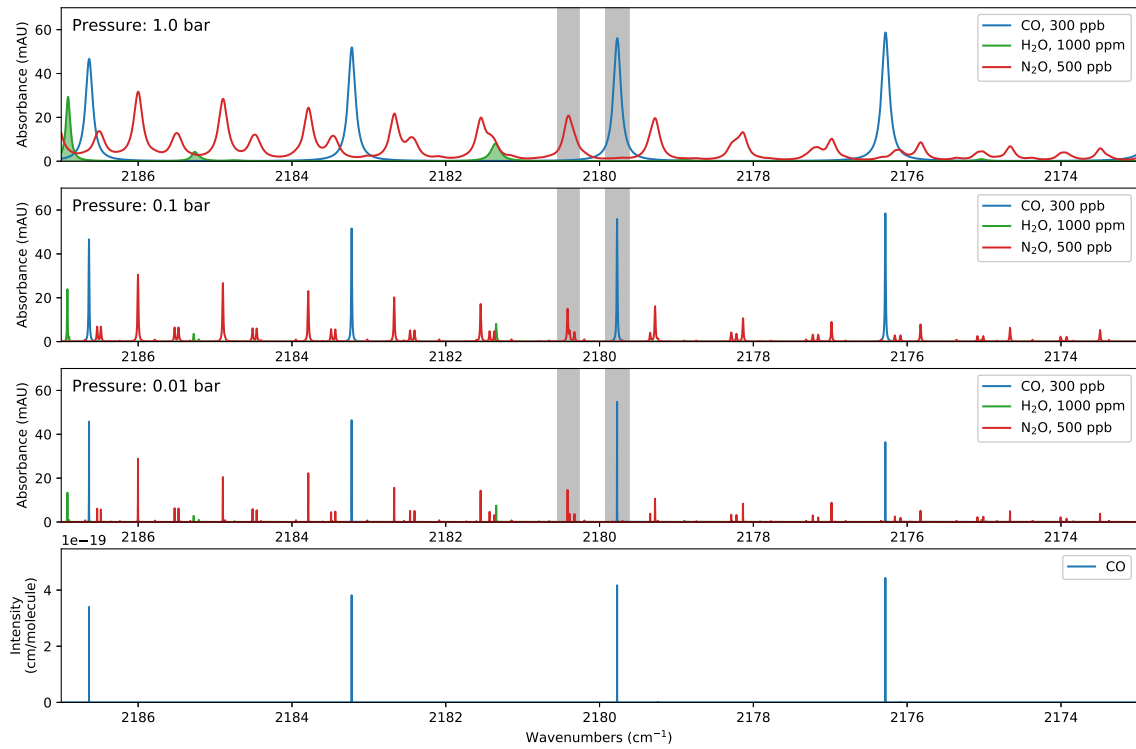 Pressure: 1.0 bar
Absorbance (mAU)
60
40
20
0
CO, 300 ppb
H₂O, 1000 ppm
N₂O, 500 ppb
2186 2184 2182 2180 2178 2176 2174
Pressure: 0.1 bar
Absorbance (mAU)
60
40
20
0
CO, 300 ppb
H₂O, 1000 ppm
N₂O, 500 ppb
2186 2184 2182 2180 2178 2176 2174
Pressure: 0.01 bar
Absorbance (mAU)
60
40
20
0
CO, 300 ppb
H₂O, 1000 ppm
N₂O, 500 ppb
2186 2184 2182 2180 2178 2176 2174
1e−19
Intensity
(cm/molecule)
4
2
0
CO
2186 2184 2182 2180 2178 2176 2174
Wavenumbers (cm⁻¹)